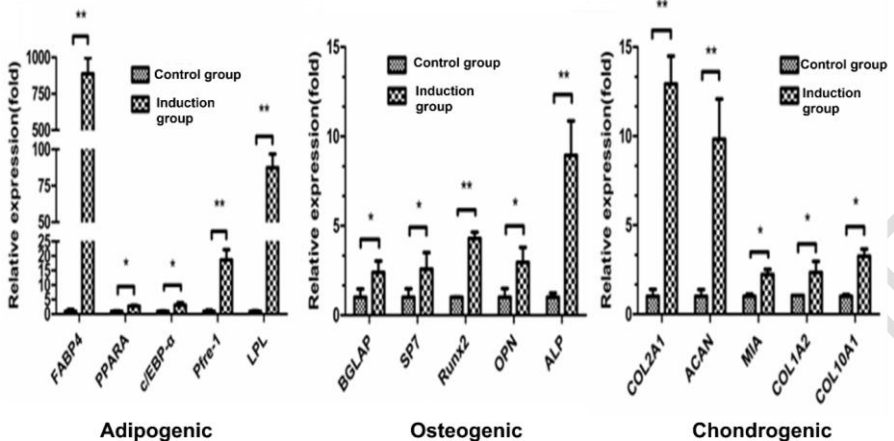 Relative expression(fold)
1000
750
500
100
75
50
25
20
15
10
5
0
**
*
*
**
**
Control group
Induction
group
FABP4
PPARA
c/EBP-α
Pfre-1
LPL
Adipogenic
Relative expression(fold)
15
10
5
0
*
*
**
*
**
Control group
Induction
group
BGLAP
SP7
Runx2
OPN
ALP
Osteogenic
Relative expression(fold)
15
10
5
0
**
**
*
*
*
Control group
Induction
group
COL2A1
ACAN
MIA
COL1A2
COL10A1
Chondrogenic